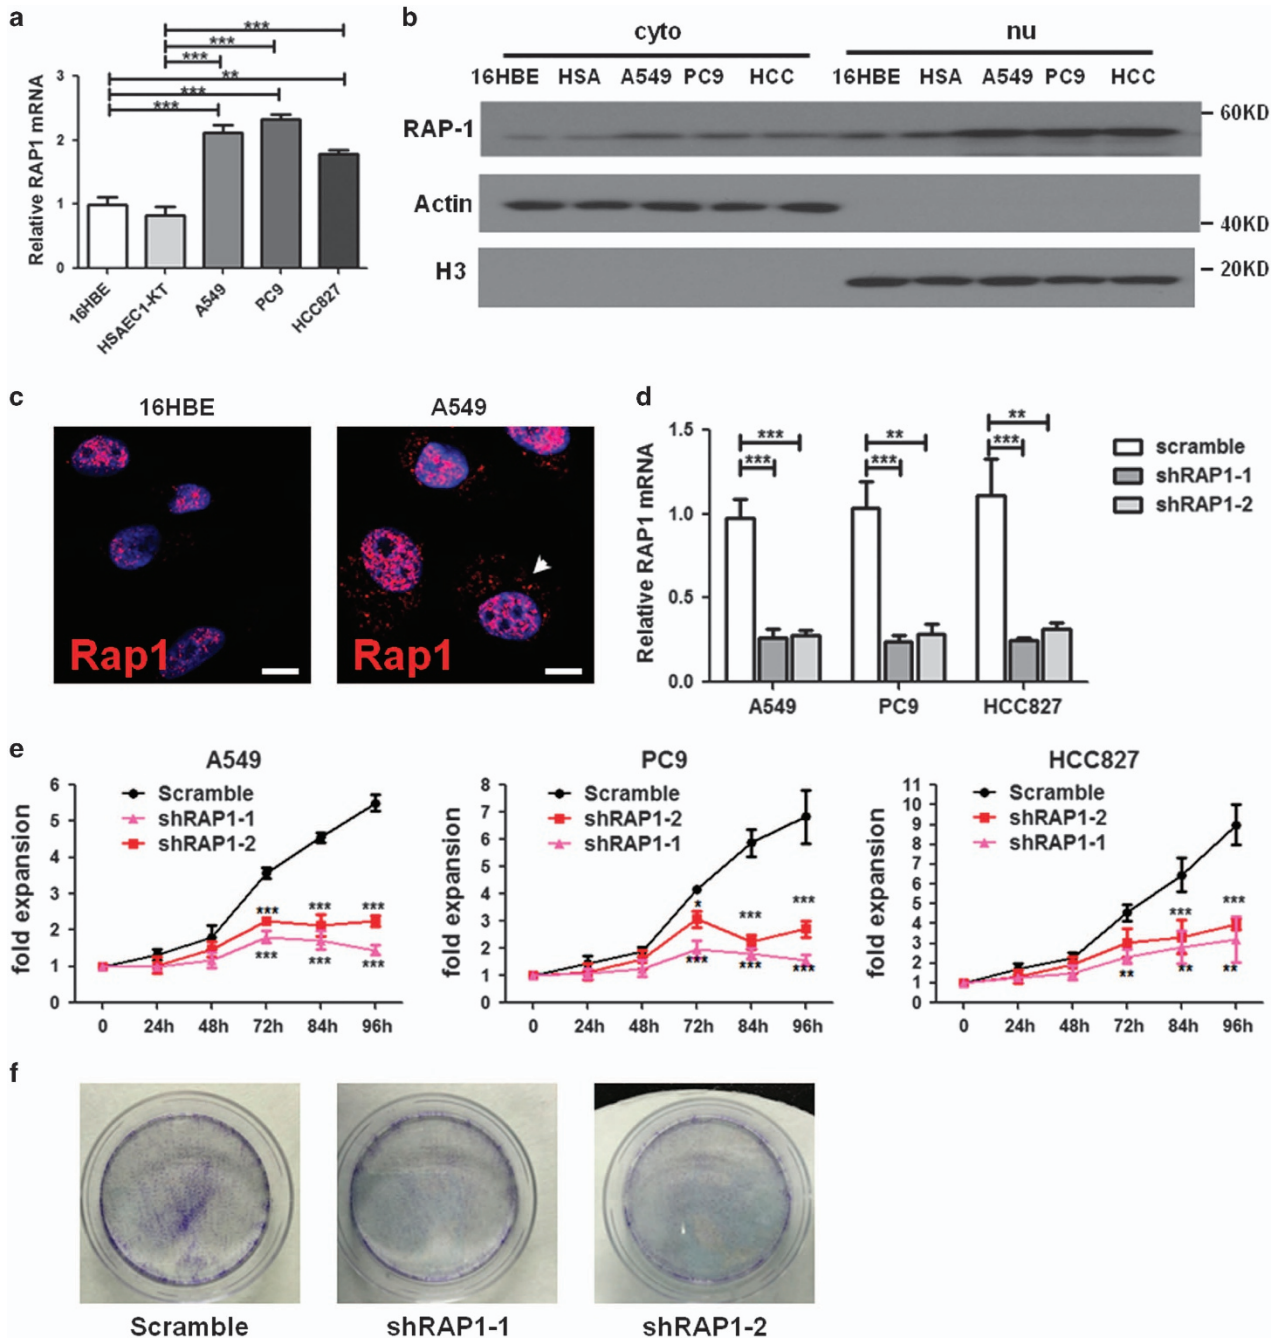 a
***
***
***
**
***
***
Relative RAP1 mRNA
3
2
1
0
16HBE
HSAEC1-KT
A549
PC9
HCC827
b
cyto
nu
16HBE HSA A549 PC9 HCC 16HBE HSA A549 PC9 HCC
RAP-1
60KD
Actin
40KD
H3
20KD
c
16HBE
A549
Rap1
Rap1
d
Relative RAP1 mRNA
1.5
1.0
0.5
0.0
***
***
**
***
**
***
A549
PC9
HCC827
scramble
shRAP1-1
shRAP1-2
e
A549
fold expansion
6
5
4
3
2
1
0
Scramble
shRAP1-1
shRAP1-2
*** *** ***
*** *** ***
0 24h 48h 72h 84h 96h
PC9
fold expansion
8
7
6
5
4
3
2
1
0
Scramble
shRAP1-2
shRAP1-1
* *** ***
*** *** ***
0 24h 48h 72h 84h 96h
HCC827
fold expansion
11
10
9
8
7
6
5
4
3
2
1
0
Scramble
shRAP1-2
shRAP1-1
*** ***
** ** **
0 24h 48h 72h 84h 96h
f
Scramble
shRAP1-1
shRAP1-2